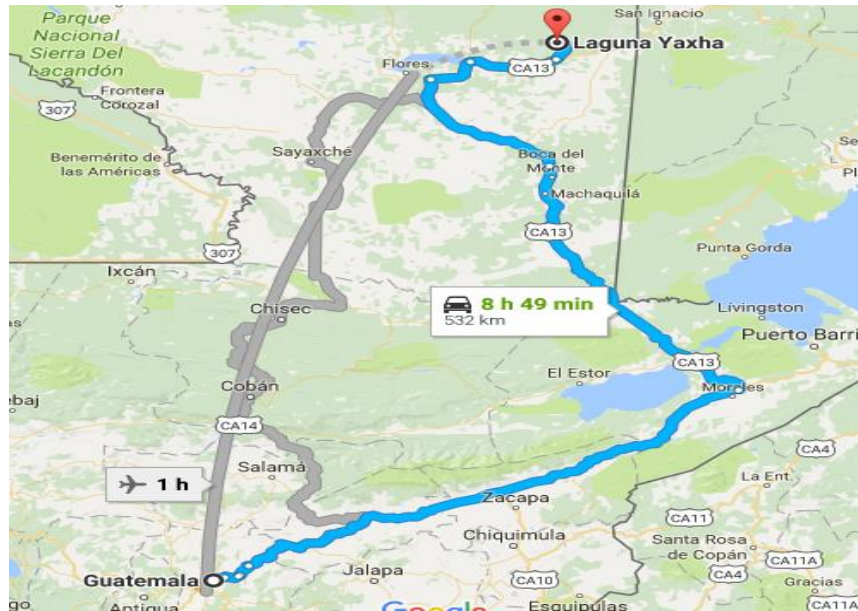 Parque
Nacional
Sierra Del
Lacandón
San Ignacio
Laguna Yaxha
Flores
CA13
Frontera
Corozal
307
Sayaxché
Benemérito de
las Américas
Boca del
Monte
Machaquilá
CA13
307
Punta Gorda
Ixcán
Chisec
8 h 49 min
532 km
Lívingston
Puerto Barri
CA13
El Estor
Morales
Cobán
ebaj
CA14
CA4
Salamá
1 h
La Ent.
Zacapa
CA11
Chiquimula
Santa Rosa
de Copán
CA11A
Guatemala
Jalapa
CA10
CA4
Gracias
Antigua
Google
Esquipulas
CA11A